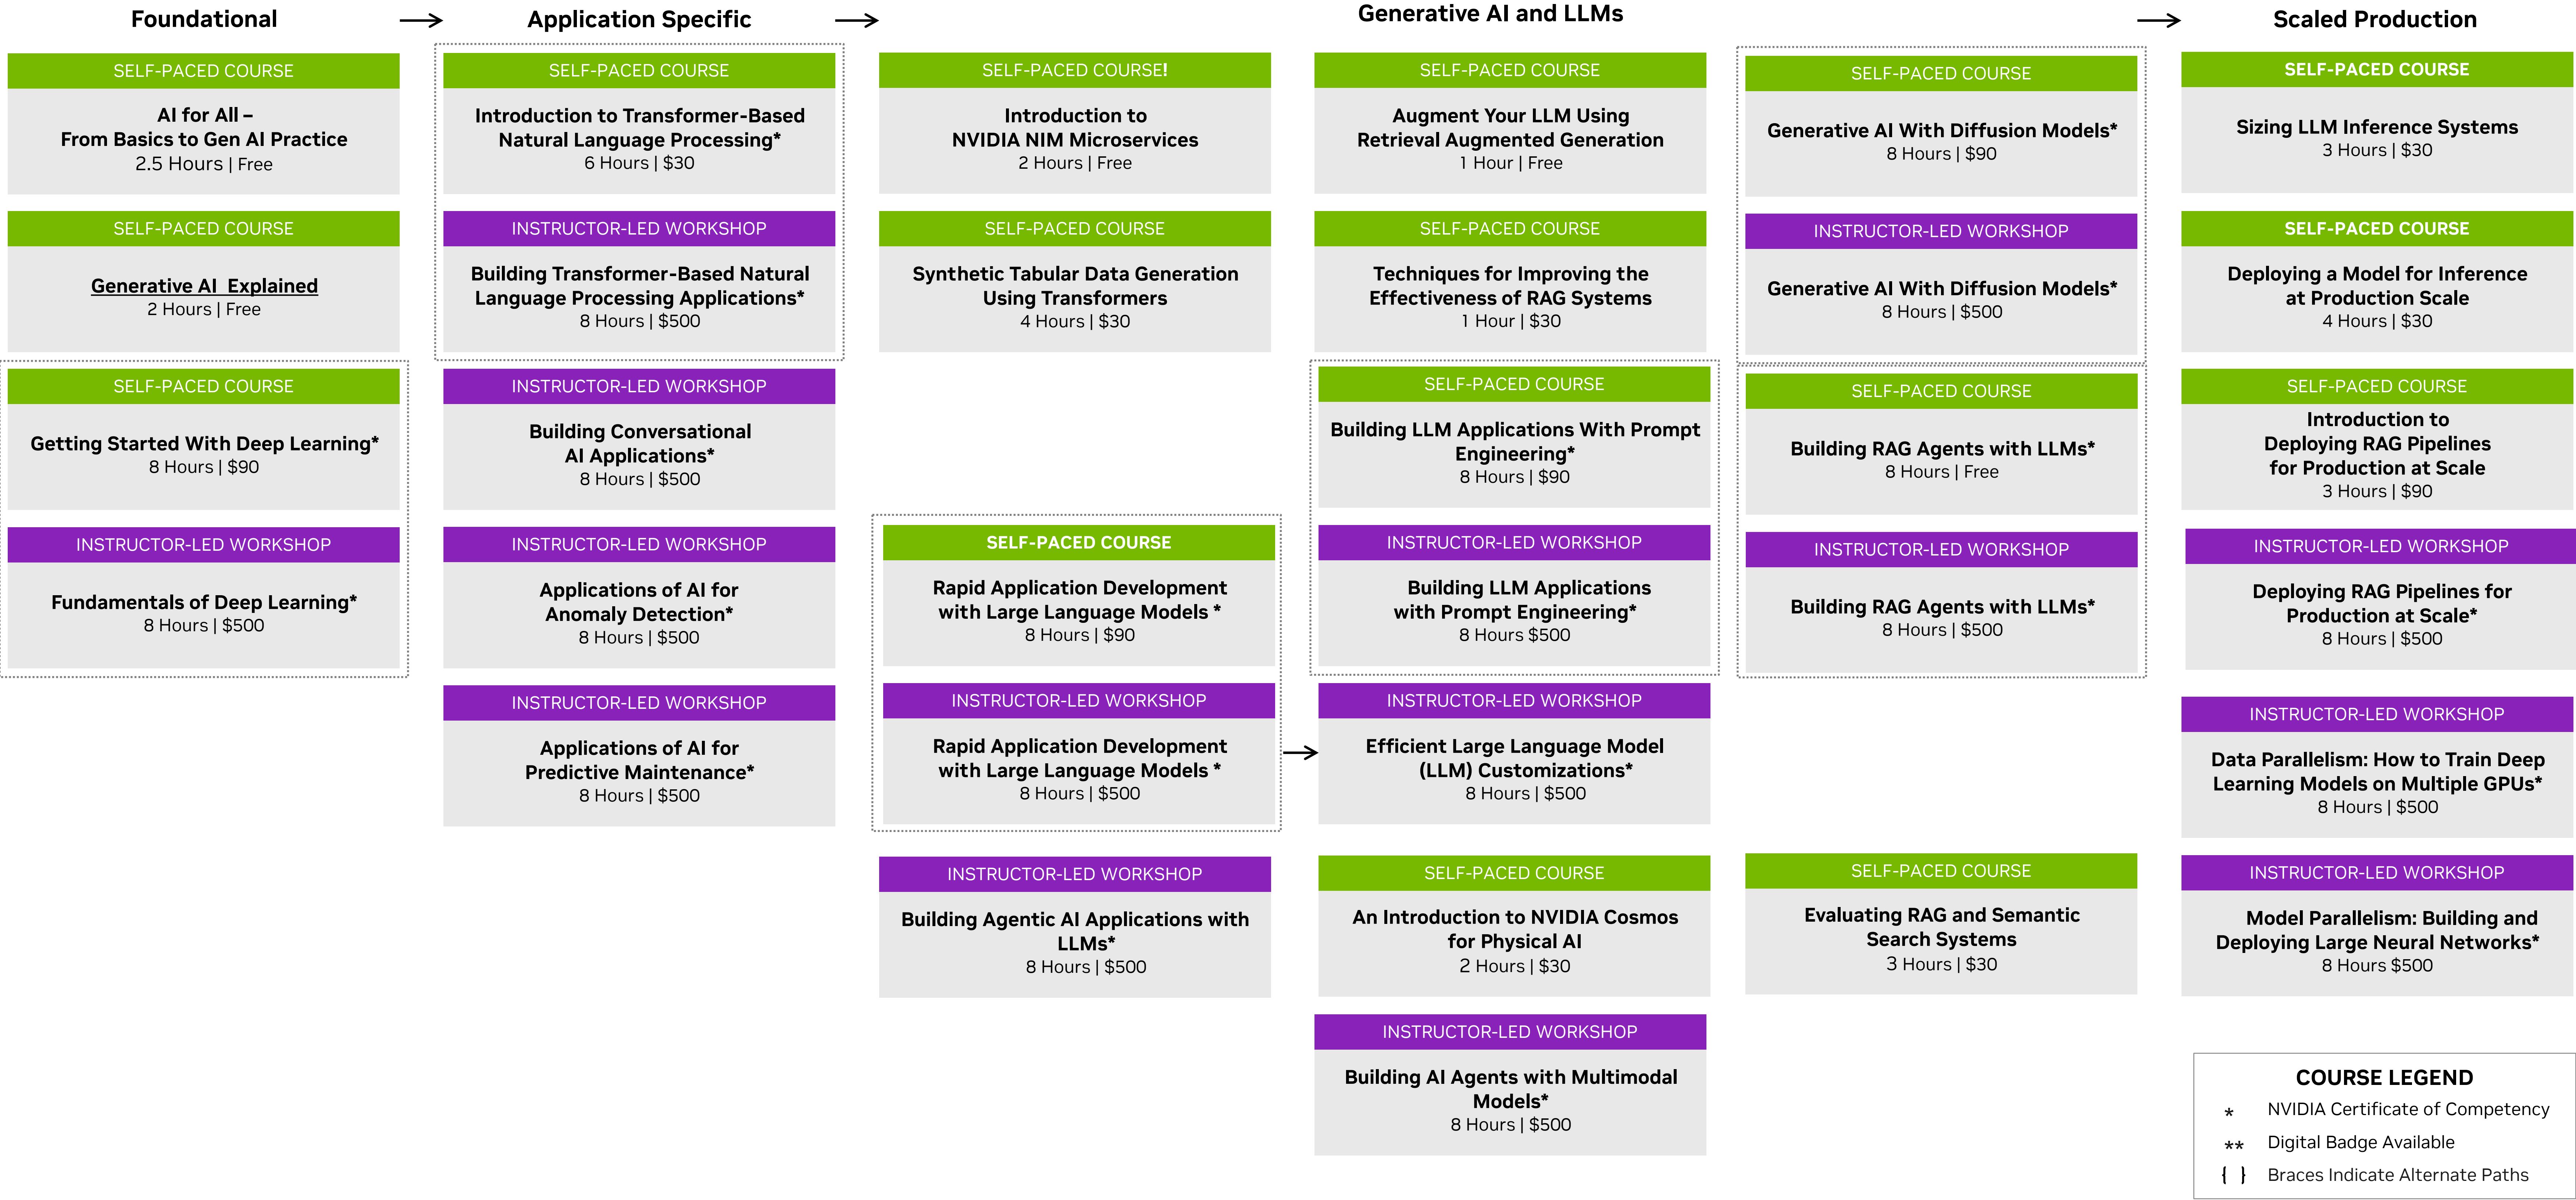 Foundational
SELF-PACED COURSE
AI for All –
From Basics to Gen AI Practice
2.5 Hours | Free
SELF-PACED COURSE
Generative AI  Explained
2 Hours | Free
SELF-PACED COURSE
Getting Started With Deep Learning*
8 Hours | $90
INSTRUCTOR-LED WORKSHOP
Fundamentals of Deep Learning*
8 Hours | $500
Application Specific
SELF-PACED COURSE
Introduction to Transformer-Based
Natural Language Processing*
6 Hours | $30
INSTRUCTOR-LED WORKSHOP
Building Transformer-Based Natural
Language Processing Applications*
8 Hours | $500
INSTRUCTOR-LED WORKSHOP
Building Conversational
AI Applications*
8 Hours | $500
INSTRUCTOR-LED WORKSHOP
Applications of AI for
Anomaly Detection*
8 Hours | $500
INSTRUCTOR-LED WORKSHOP
Applications of AI for
Predictive Maintenance*
8 Hours | $500
Generative AI and LLMs
SELF-PACED COURSE!
Introduction to
NVIDIA NIM Microservices
2 Hours | Free
SELF-PACED COURSE
Synthetic Tabular Data Generation
Using Transformers
4 Hours | $30
SELF-PACED COURSE
Rapid Application Development
with Large Language Models *
8 Hours | $90
INSTRUCTOR-LED WORKSHOP
Rapid Application Development
with Large Language Models *
8 Hours | $500
INSTRUCTOR-LED WORKSHOP
Building Agentic AI Applications with
LLMs*
8 Hours | $500
SELF-PACED COURSE
Augment Your LLM Using
Retrieval Augmented Generation
1 Hour | Free
SELF-PACED COURSE
Techniques for Improving the
Effectiveness of RAG Systems
1 Hour | $30
SELF-PACED COURSE
Building LLM Applications With Prompt
Engineering*
8 Hours | $90
INSTRUCTOR-LED WORKSHOP
Building LLM Applications
with Prompt Engineering*
8 Hours $500
INSTRUCTOR-LED WORKSHOP
Efficient Large Language Model
(LLM) Customizations*
8 Hours | $500
SELF-PACED COURSE
An Introduction to NVIDIA Cosmos
for Physical AI
2 Hours | $30
INSTRUCTOR-LED WORKSHOP
Building AI Agents with Multimodal
Models*
8 Hours | $500
SELF-PACED COURSE
Generative AI With Diffusion Models*
8 Hours | $90
INSTRUCTOR-LED WORKSHOP
Generative AI With Diffusion Models*
8 Hours | $500
SELF-PACED COURSE
Building RAG Agents with LLMs*
8 Hours | Free
INSTRUCTOR-LED WORKSHOP
Building RAG Agents with LLMs*
8 Hours | $500
SELF-PACED COURSE
Evaluating RAG and Semantic
Search Systems
3 Hours | $30
Scaled Production
SELF-PACED COURSE
Sizing LLM Inference Systems
3 Hours | $30
SELF-PACED COURSE
Deploying a Model for Inference
at Production Scale
4 Hours | $30
SELF-PACED COURSE
Introduction to
Deploying RAG Pipelines
for Production at Scale
3 Hours | $90
INSTRUCTOR-LED WORKSHOP
Deploying RAG Pipelines for
Production at Scale*
8 Hours | $500
INSTRUCTOR-LED WORKSHOP
Data Parallelism: How to Train Deep
Learning Models on Multiple GPUs*
8 Hours | $500
INSTRUCTOR-LED WORKSHOP
Model Parallelism: Building and
Deploying Large Neural Networks*
8 Hours $500
COURSE LEGEND
* NVIDIA Certificate of Competency
** Digital Badge Available
{ } Braces Indicate Alternate Paths